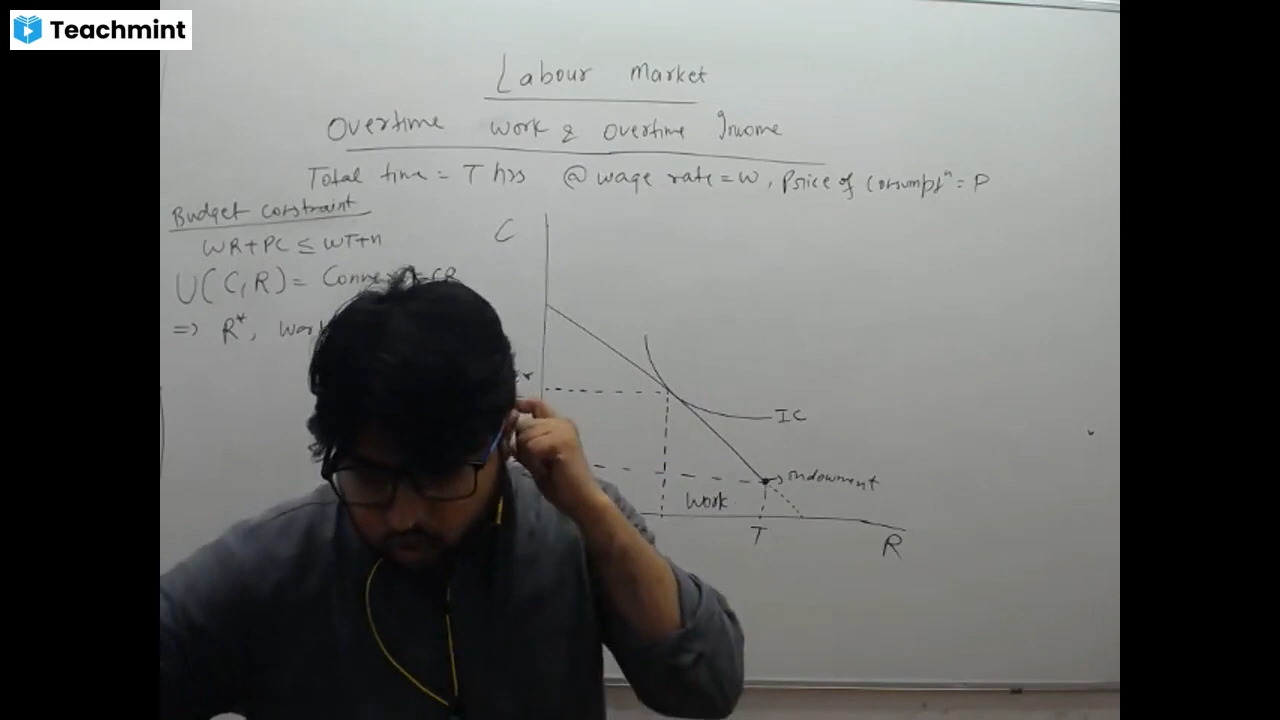 Teachmint
Labour Market
Overtime Work & Overtime Income
Total time = T hrs @ wage rate = W, Price of Consumptⁿ = P
Budget constraint
WR + PC ≤ WT + n
U(C, R) =
⇒ R*,
C
IC
endowment
Work
T
R